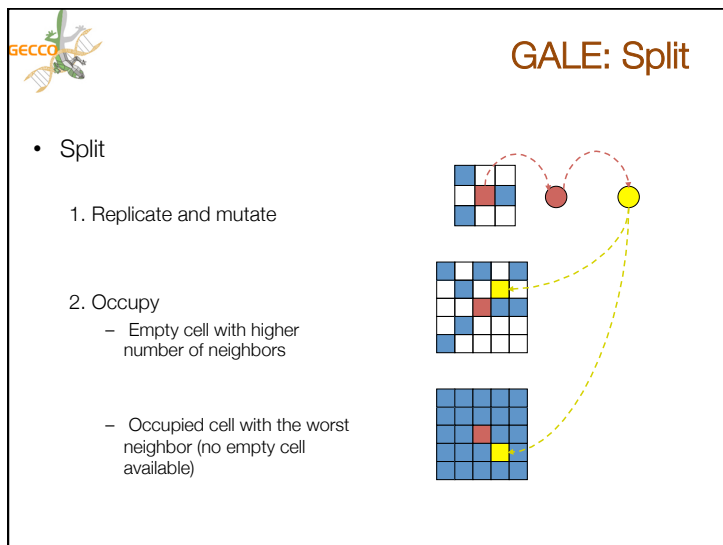 GECCO
GALE: Split
• Split
1. Replicate and mutate
2. Occupy
– Empty cell with higher
number of neighbors
– Occupied cell with the worst
neighbor (no empty cell
available)